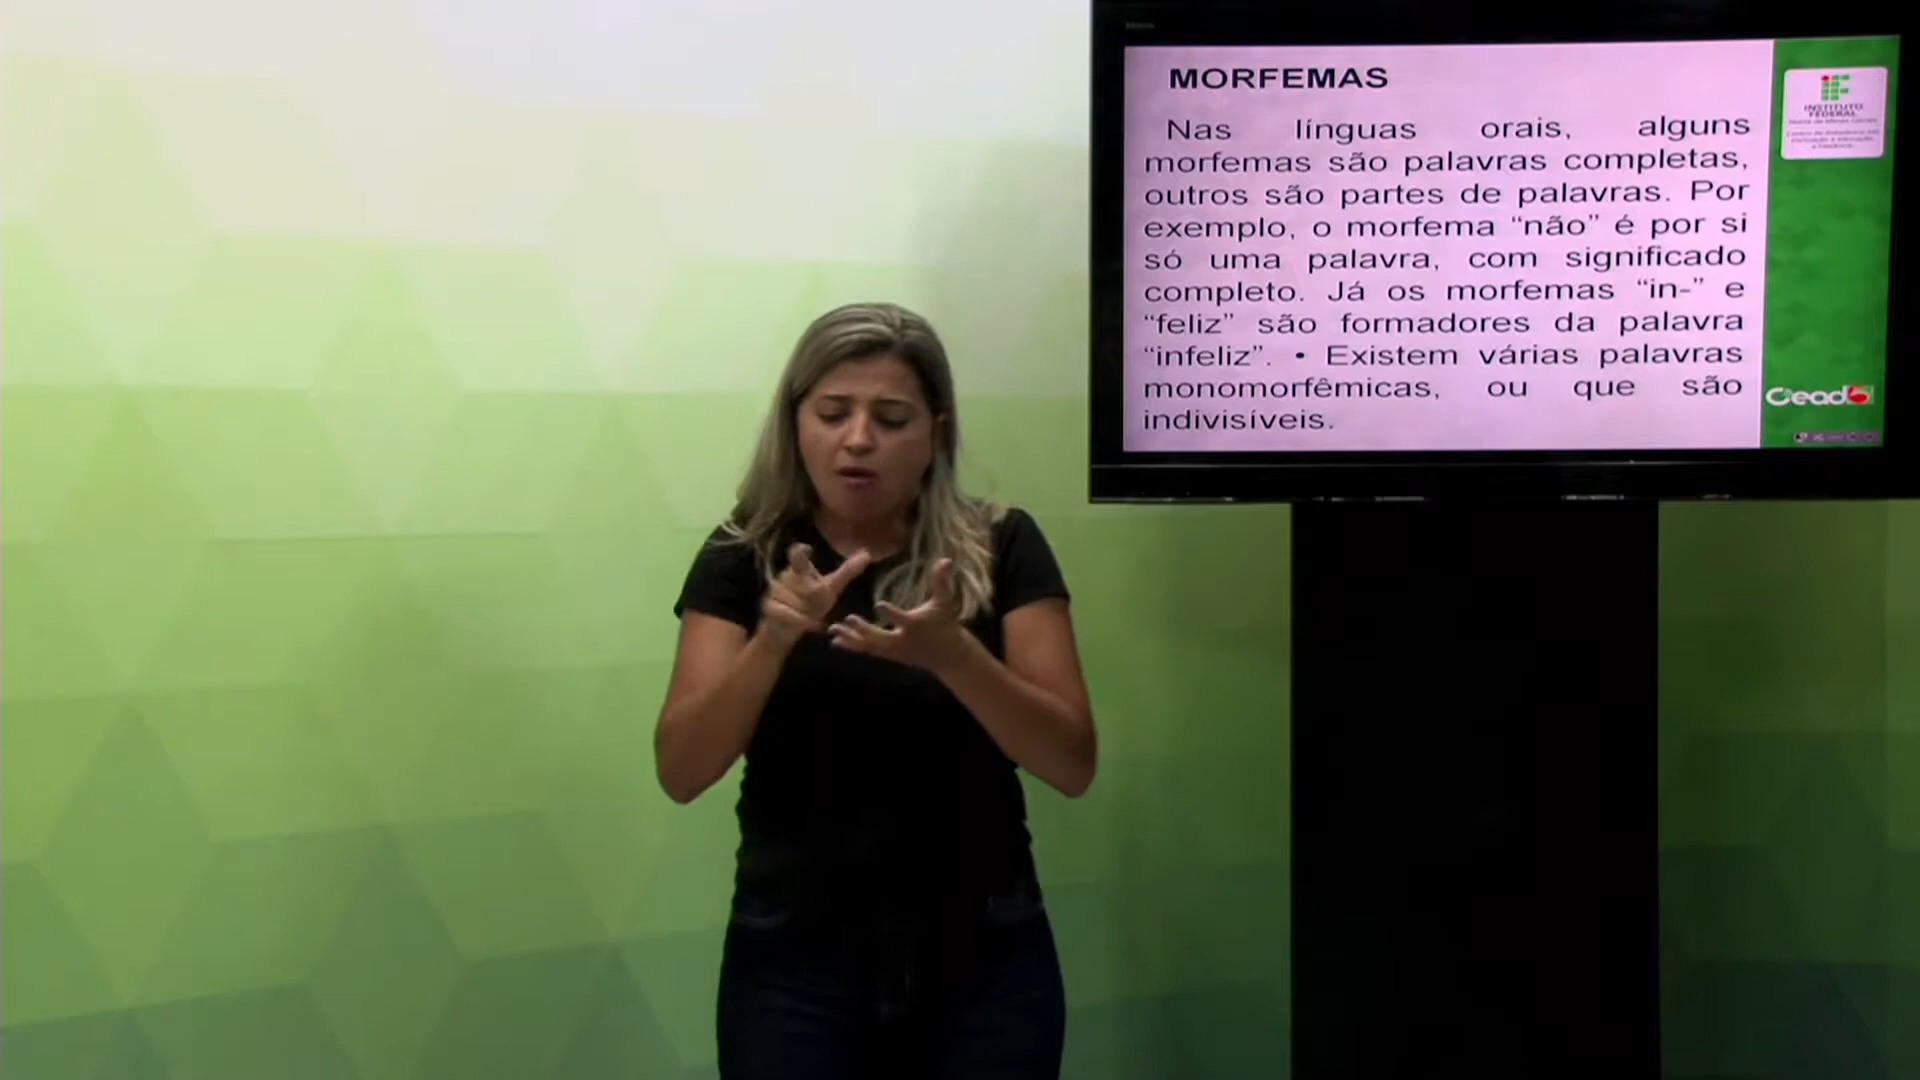 MORFEMAS
Nas línguas orais, alguns
morfemas são palavras completas,
outros são partes de palavras. Por
exemplo, o morfema “não” é por si
só uma palavra, com significado
completo. Já os morfemas “in-” e
“feliz” são formadores da palavra
“infeliz”. • Existem várias palavras
monomorfêmicas, ou que são
indivisíveis.
INSTITUTO
FEDERAL
Cead